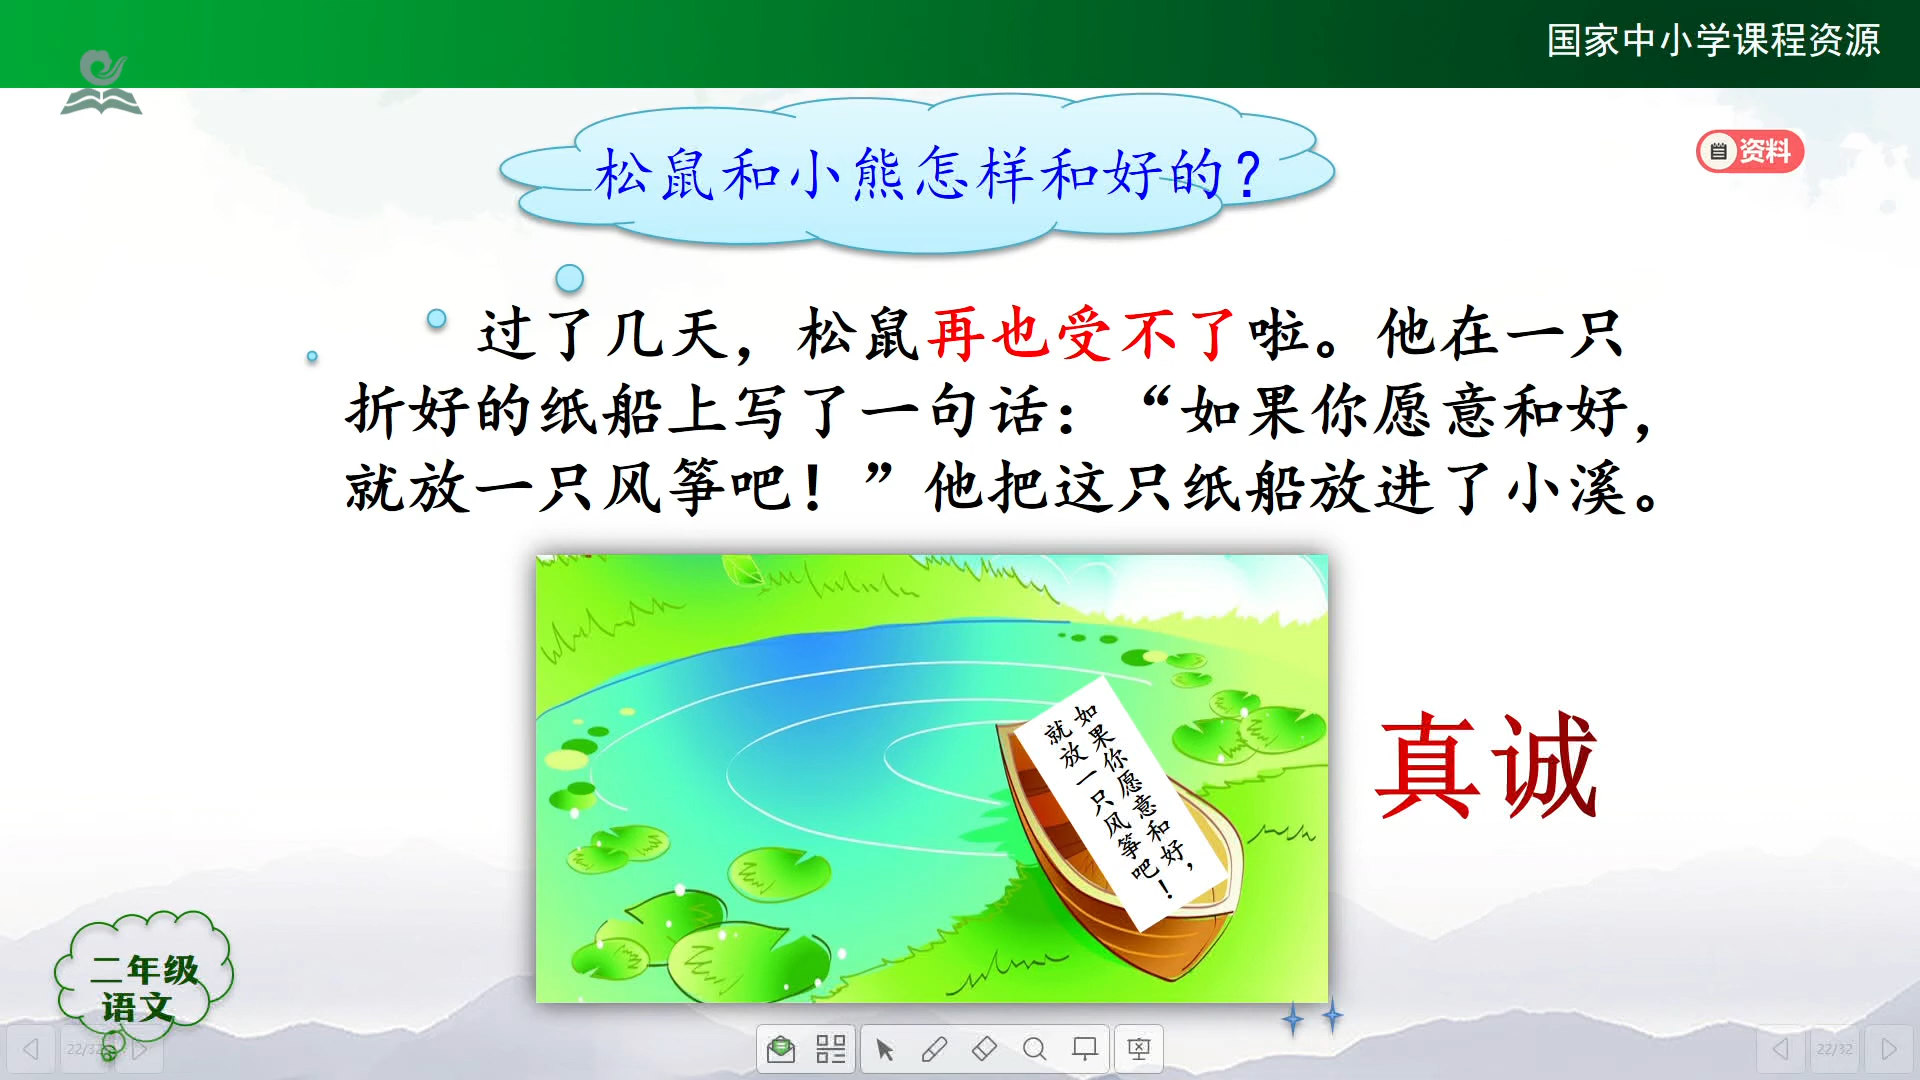 国家中小学课程资源
资料
松鼠和小熊怎样和好的?
过了几天，松鼠再也受不了啦。他在一只
折好的纸船上写了一句话：“如果你愿意和好，
就放一只风筝吧！”他把这只纸船放进了小溪。
如果你愿意和好，
就放一只风筝吧！
真诚
二年级
语文
22/32
22/32